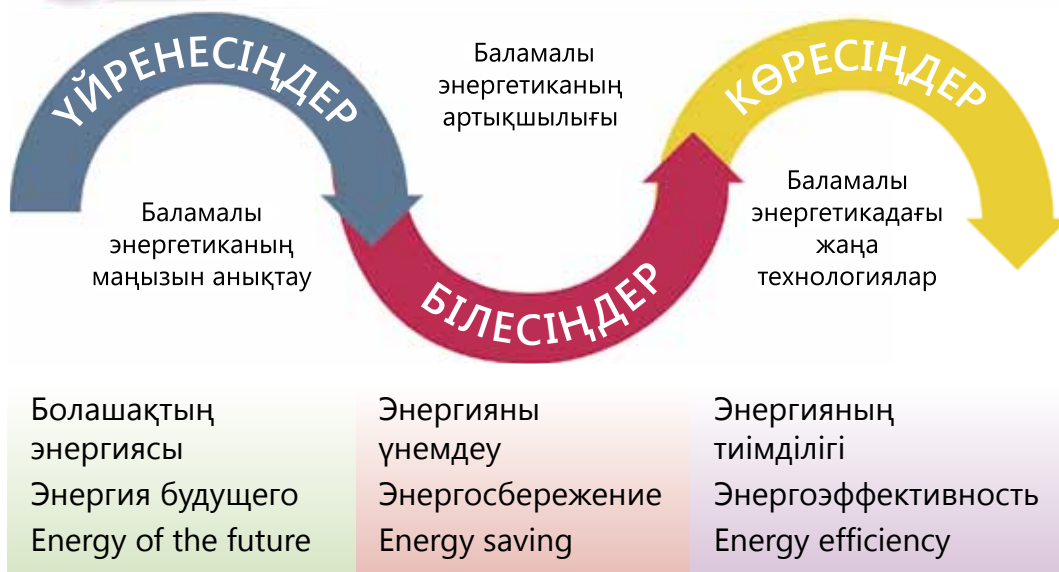 ҮЙРЕНЕСІҢДЕР
Баламалы
энергетиканың
маңызын анықтау
БІЛЕСІҢДЕР
Баламалы
энергетиканың
артықшылығы
КӨРЕСІҢДЕР
Баламалы
энергетикадағы
жаңа
технологиялар
Болашақтың
энергиясы
Энергия будущего
Energy of the future
Энергияны
үнемдеу
Энергосбережение
Energy saving
Энергияның
тиімділігі
Энергоэффективность
Energy efficiency